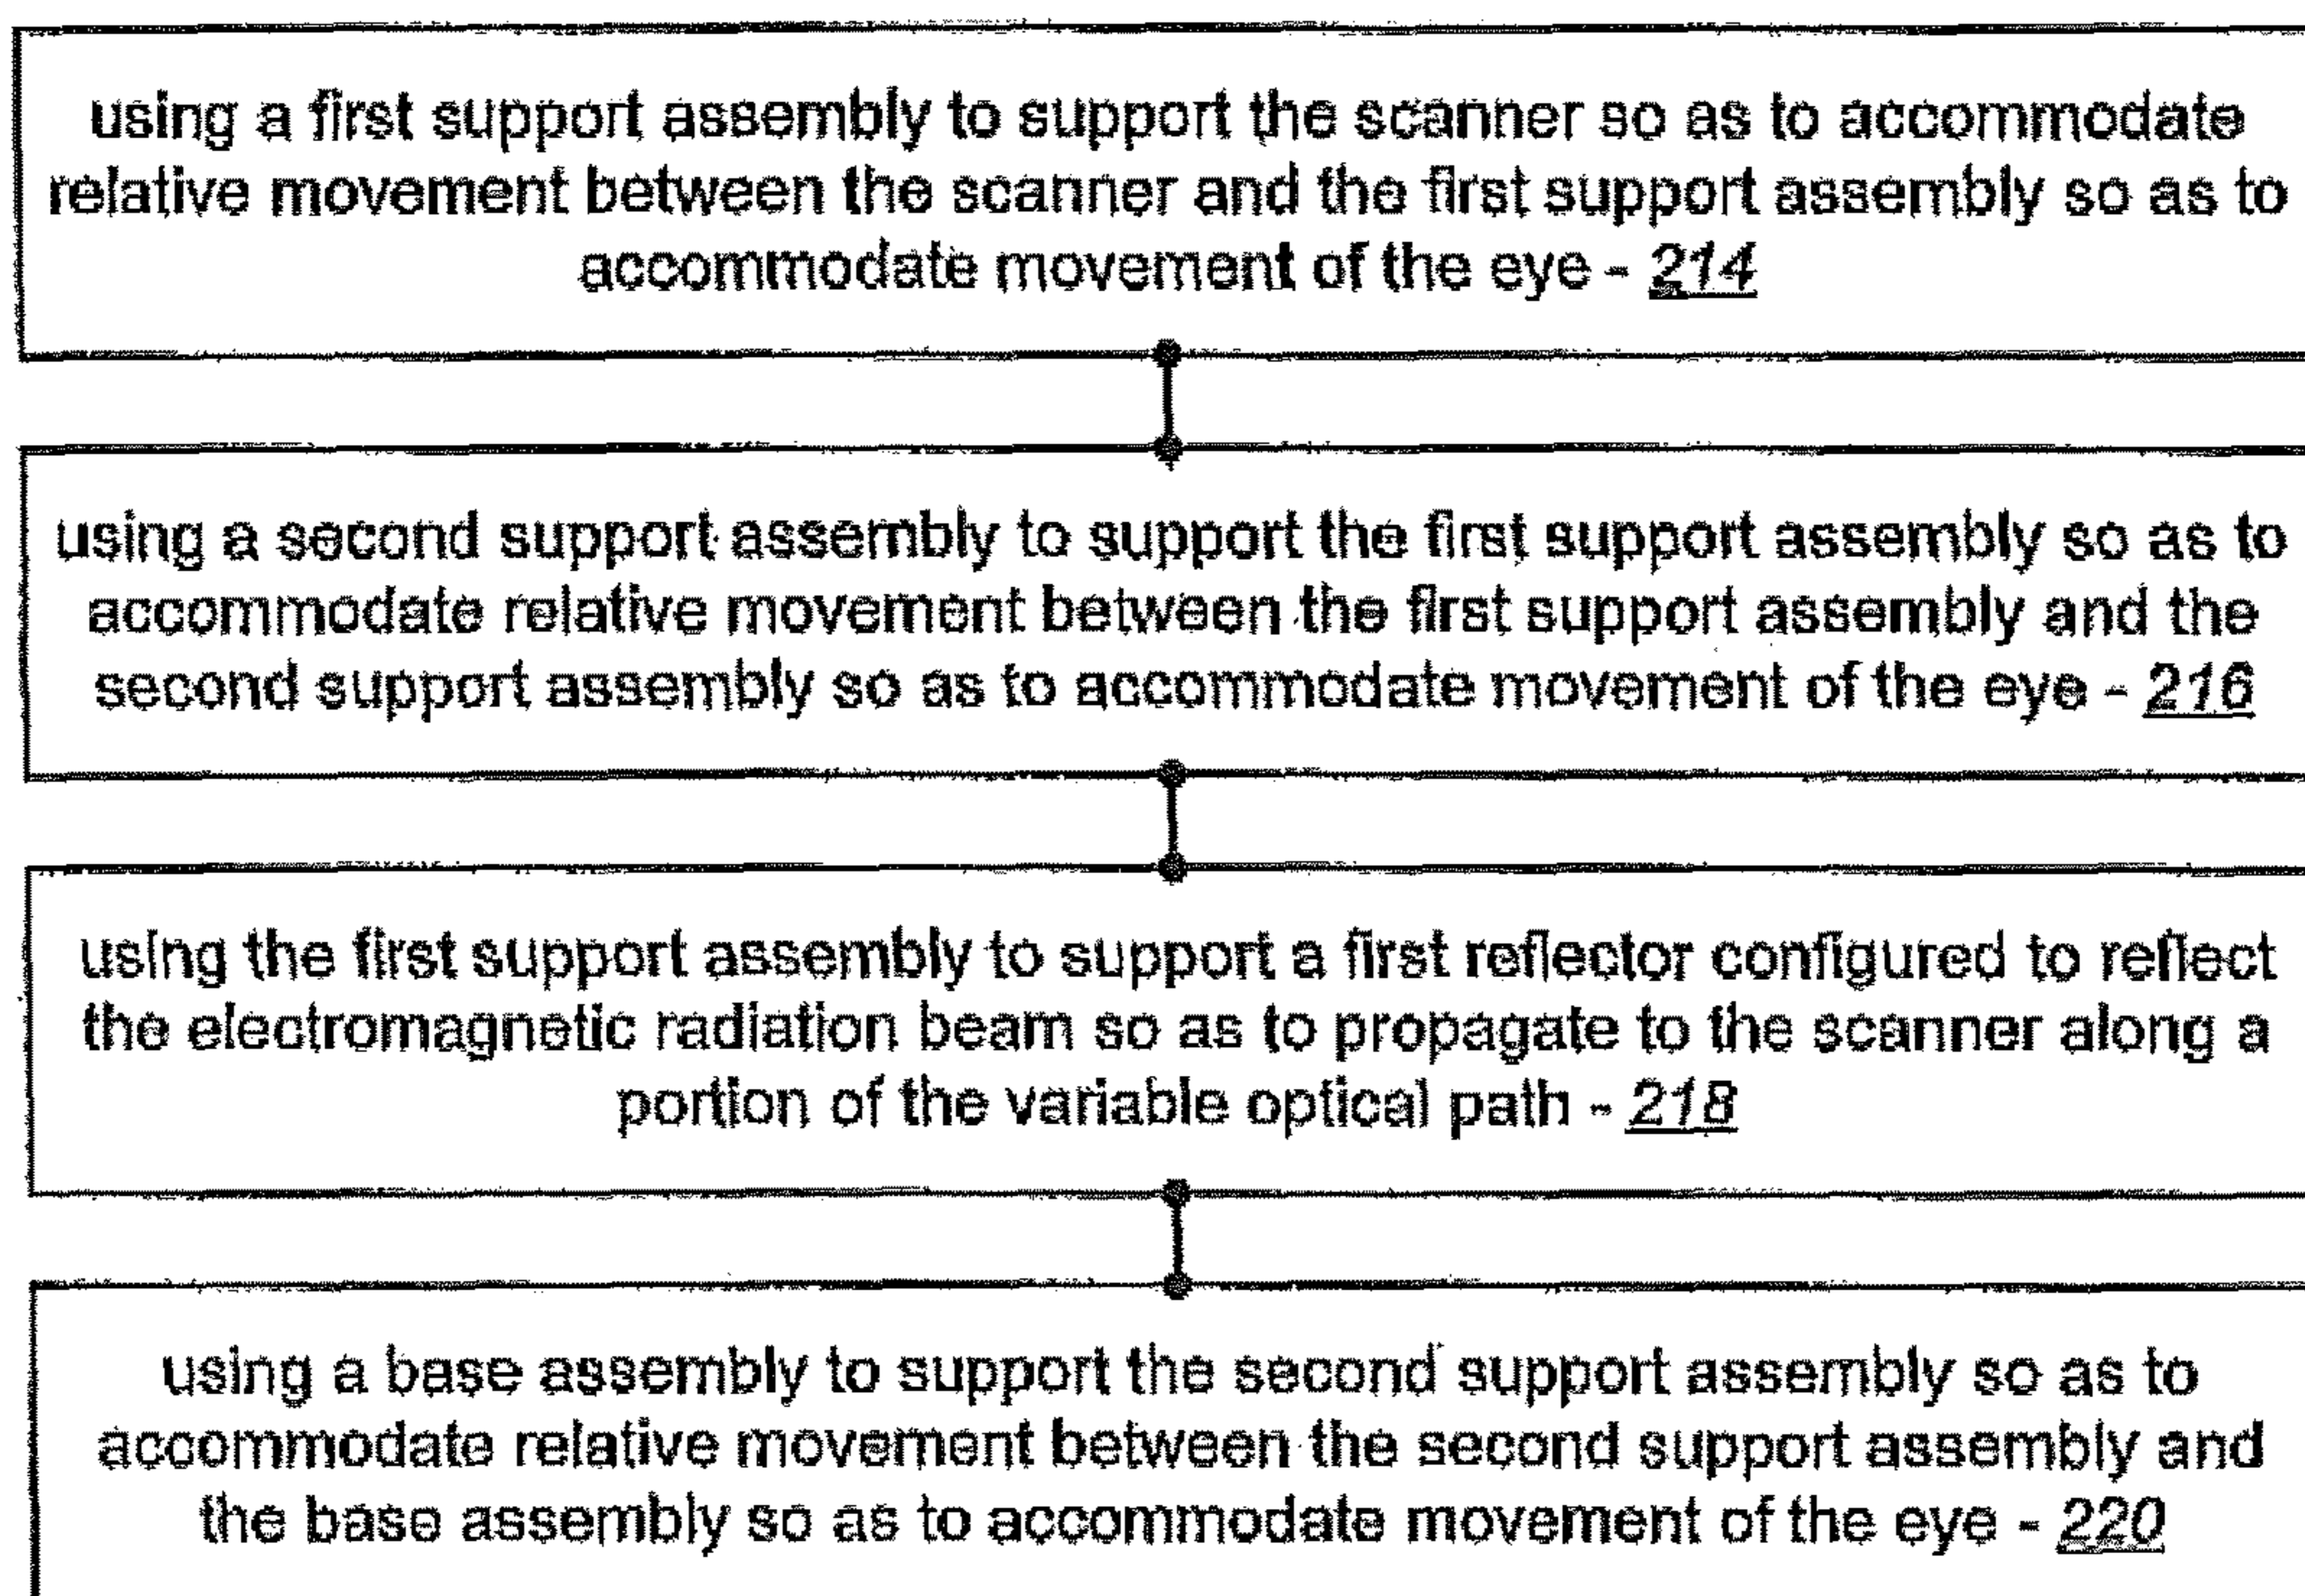 using a first support assembly to support the scanner so as to accommodate
relative movement between the scanner and the first support assembly so as to
accommodate movement of the eye - 214
using a second support assembly to support the first support assembly so as to
accommodate relative movement between the first support assembly and the
second support assembly so as to accommodate movement of the eye - 216
using the first support assembly to support a first reflector configured to reflect
the electromagnetic radiation beam so as to propagate to the scanner along a
portion of the variable optical path - 218
using a base assembly to support the second support assembly so as to
accommodate relative movement between the second support assembly and
the base assembly so as to accommodate movement of the eye - 220